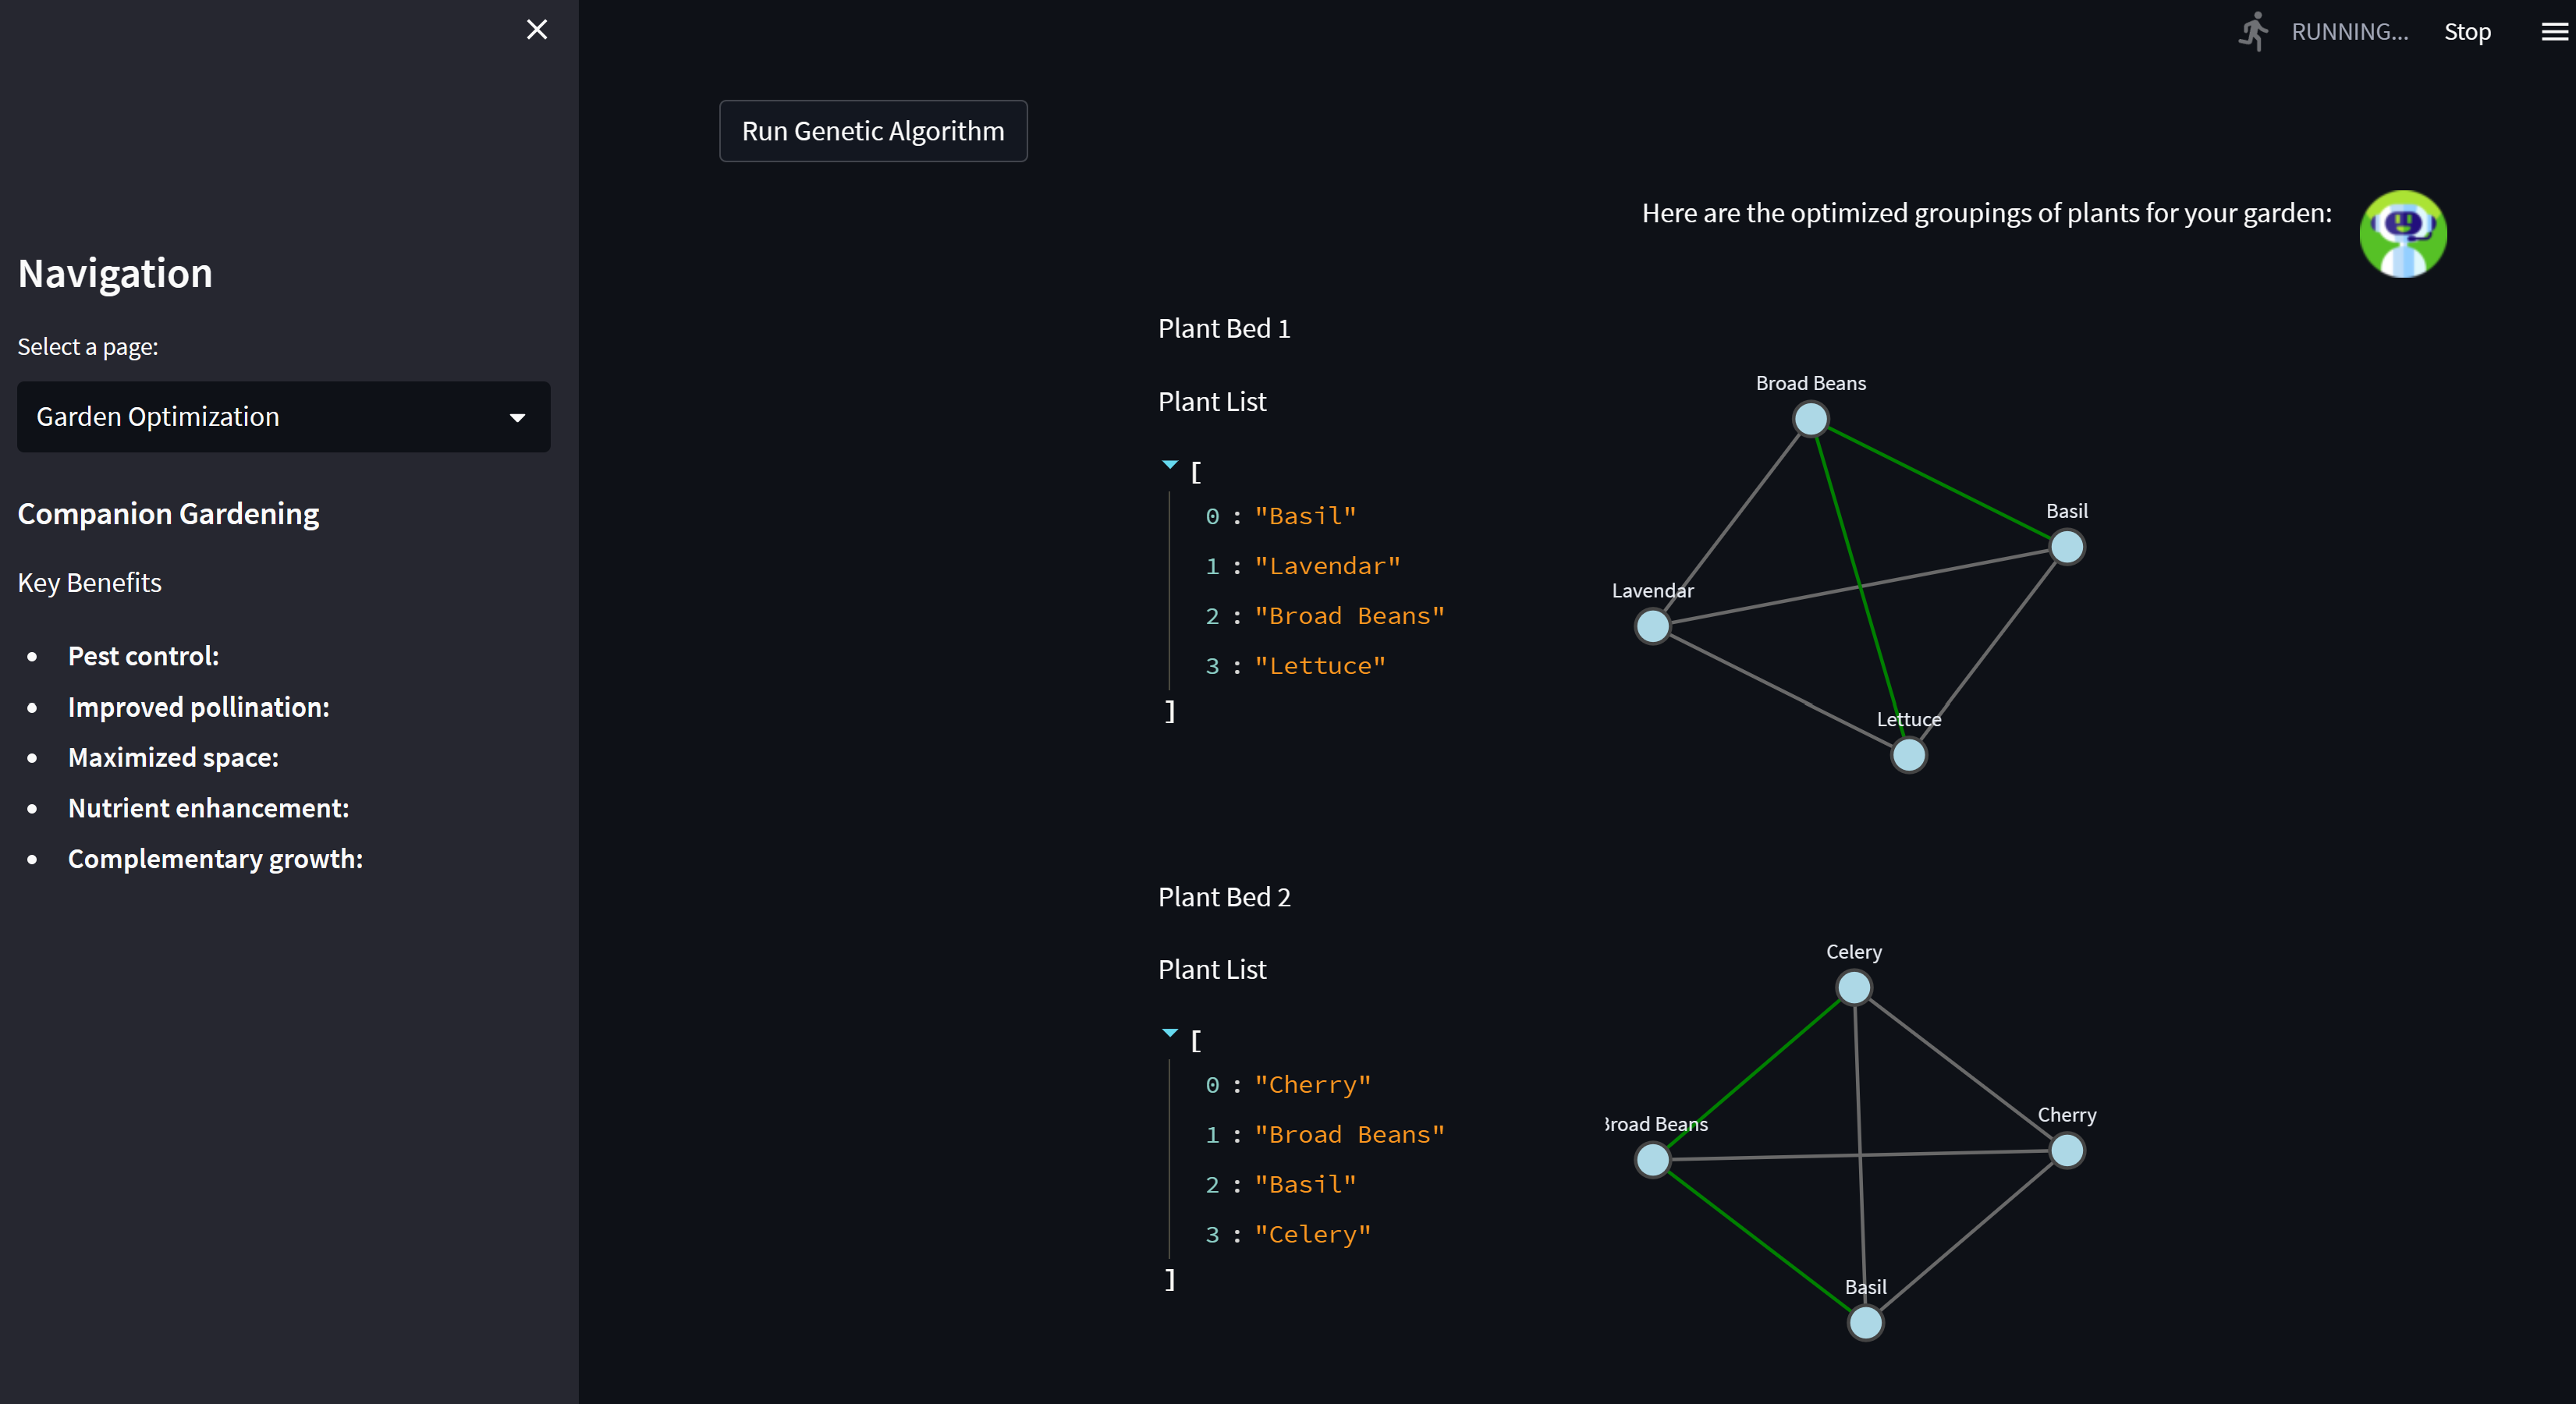 RUNNING...
Stop
Run Genetic Algorithm
Here are the optimized groupings of plants for your garden:
Navigation
Select a page:
Garden Optimization
Companion Gardening
Key Benefits
Pest control:
Improved pollination:
Maximized space:
Nutrient enhancement:
Complementary growth:
Plant Bed 1
Plant List
[
0 : "Basil"
1 : "Lavendar"
2 : "Broad Beans"
3 : "Lettuce"
]
Broad Beans
Basil
Lavendar
Lettuce
Plant Bed 2
Plant List
[
0 : "Cherry"
1 : "Broad Beans"
2 : "Basil"
3 : "Celery"
]
Celery
Cherry
Broad Beans
Basil